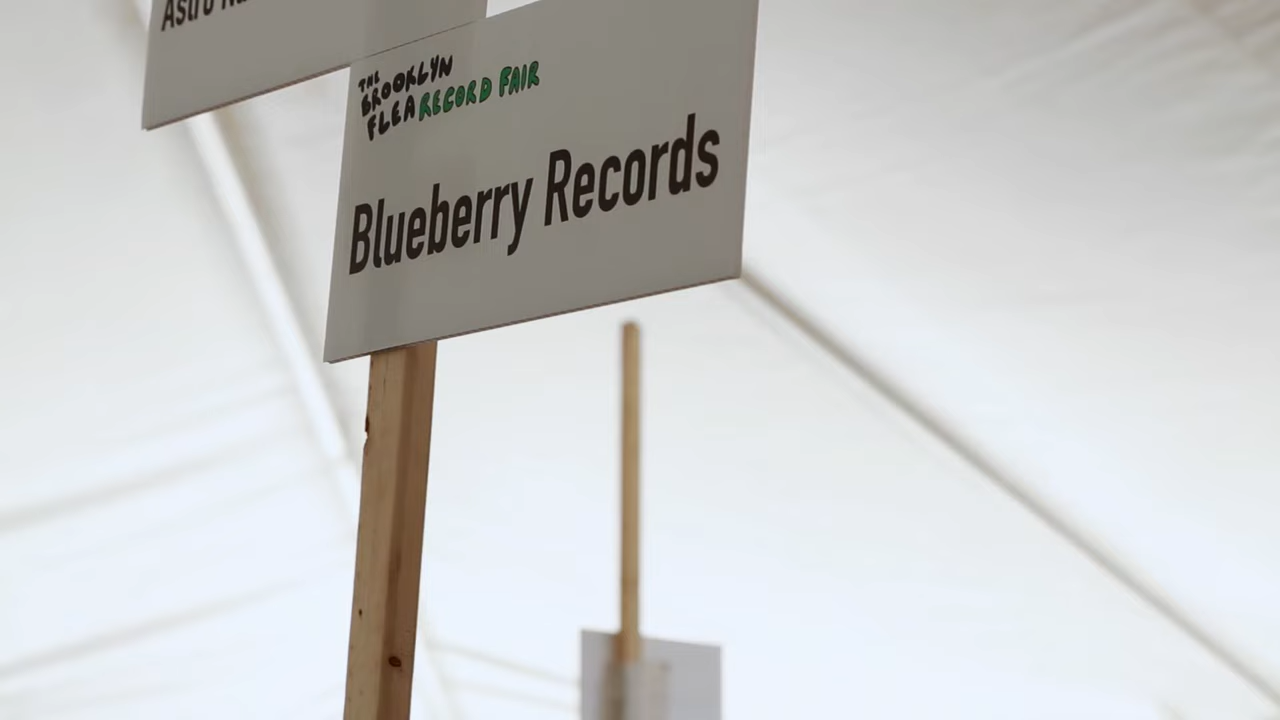 Astro
THE
BROOKLYN
FLEA RECORD FAIR
Blueberry Records